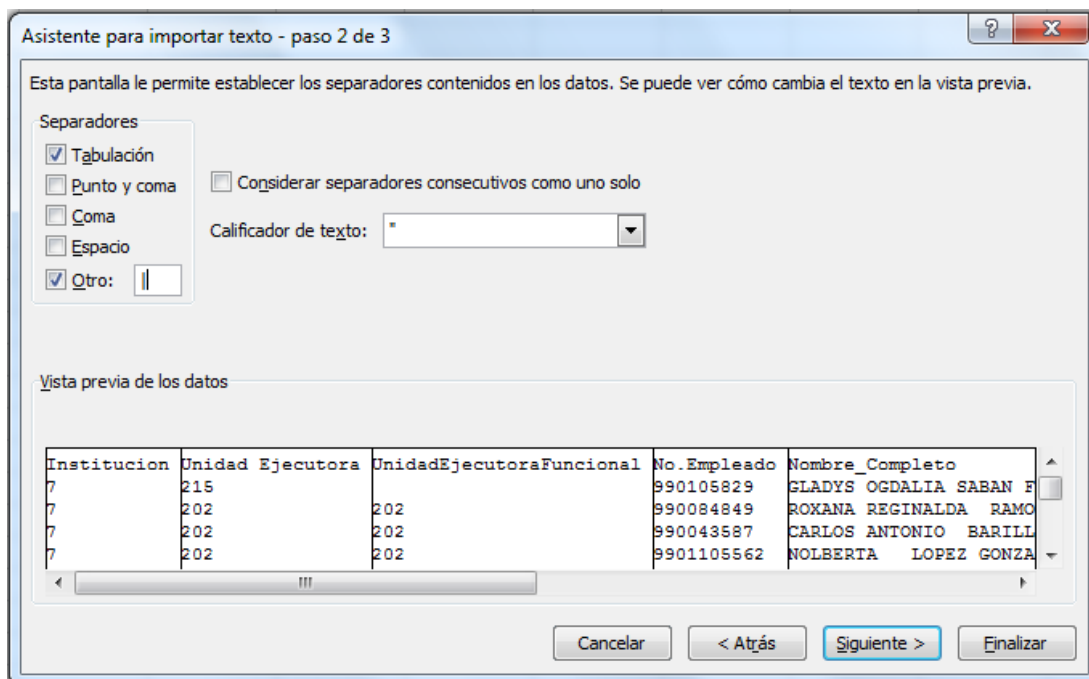 Asistente para importar texto - paso 2 de 3
Esta pantalla le permite establecer los separadores contenidos en los datos. Se puede ver cómo cambia el texto en la vista previa.
Separadores
Tabulación
Punto y coma
Coma
Espacio
Otro: |
Considerar separadores consecutivos como uno solo
Calificador de texto: "
Vista previa de los datos
Institucion Unidad Ejecutora UnidadEjecutoraFuncional No.Empleado Nombre_Completo
7 215 990105829 GLADYS OGDALIA SABAN F
7 202 202 990084849 ROXANA REGINALDA RAMO
7 202 202 990043587 CARLOS ANTONIO BARILL
7 202 202 9901105562 NOLBERTA LOPEZ GONZA
Cancelar < Atrás Siguiente > Finalizar